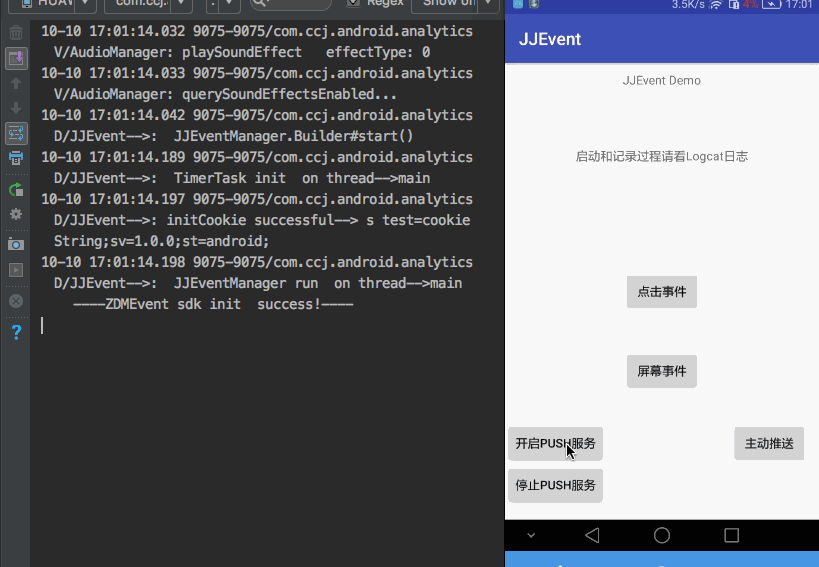 HUAW
com.ccj.
Regex
Show on
10-10 17:01:14.032 9075-9075/com.ccj.android.analytics
V/AudioManager: playSoundEffect   effectType: 0
10-10 17:01:14.033 9075-9075/com.ccj.android.analytics
V/AudioManager: querySoundEffectsEnabled...
10-10 17:01:14.042 9075-9075/com.ccj.android.analytics
D/JJEvent-->:  JJEventManager.Builder#start()
10-10 17:01:14.189 9075-9075/com.ccj.android.analytics
D/JJEvent-->:  TimerTask init  on thread-->main
10-10 17:01:14.197 9075-9075/com.ccj.android.analytics
D/JJEvent-->: initCookie successful--> s test=cookie
String;sv=1.0.0;st=android;
10-10 17:01:14.198 9075-9075/com.ccj.android.analytics
D/JJEvent-->:  JJEventManager run  on thread-->main
----ZDMEvent sdk init  success!----
3.5K/s 4% 17:01
JJEvent
JJEvent Demo
启动和记录过程请看Logcat日志
点击事件
屏幕事件
开启PUSH服务
主动推送
停止PUSH服务